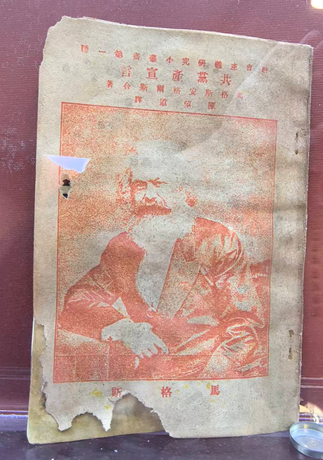 社會主義研究小叢書第一種
共黨產宣言
馬格斯安格爾斯合著
陳望道譯
馬格斯